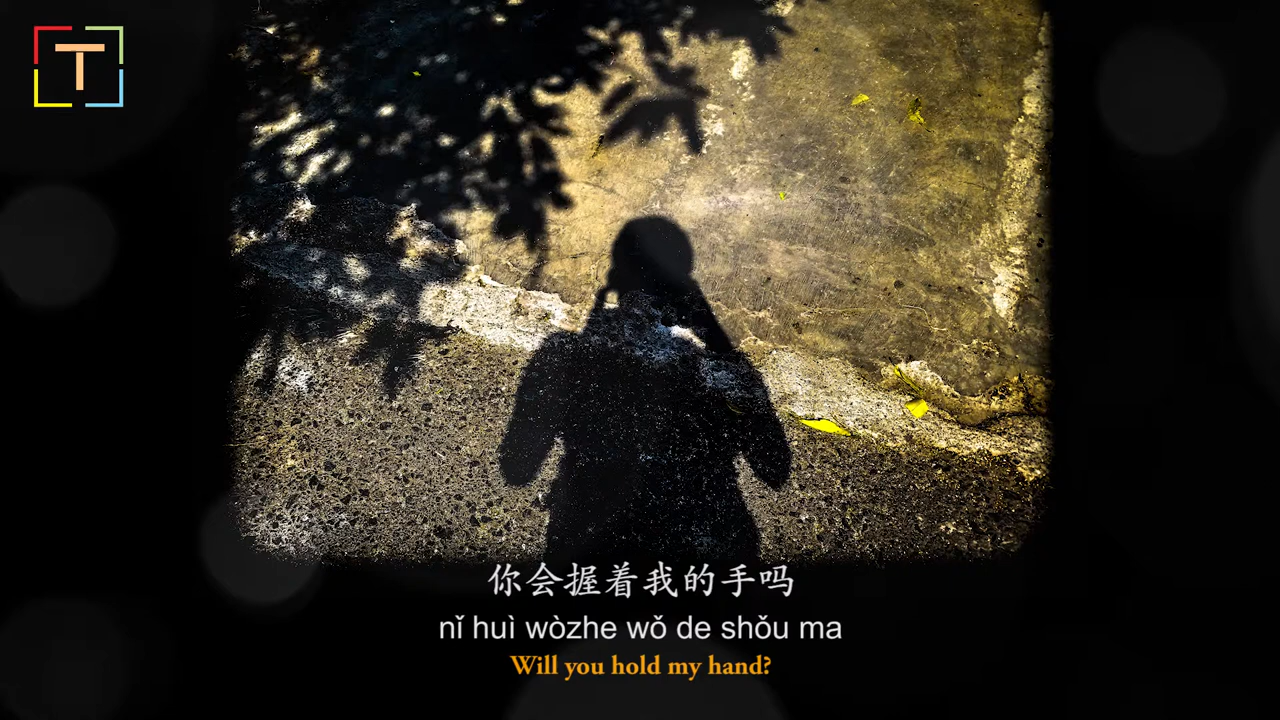 T
你会握着我的手吗
nǐ huì wòzhe wǒ de shǒu ma
Will you hold my hand?